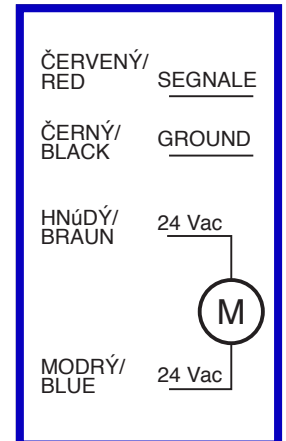 ČERVENÝ/
RED SEGNALE
ČERNÝ/
BLACK GROUND
HNúDÝ/
BRAUN 24 Vac
M
MODRÝ/
BLUE 24 Vac